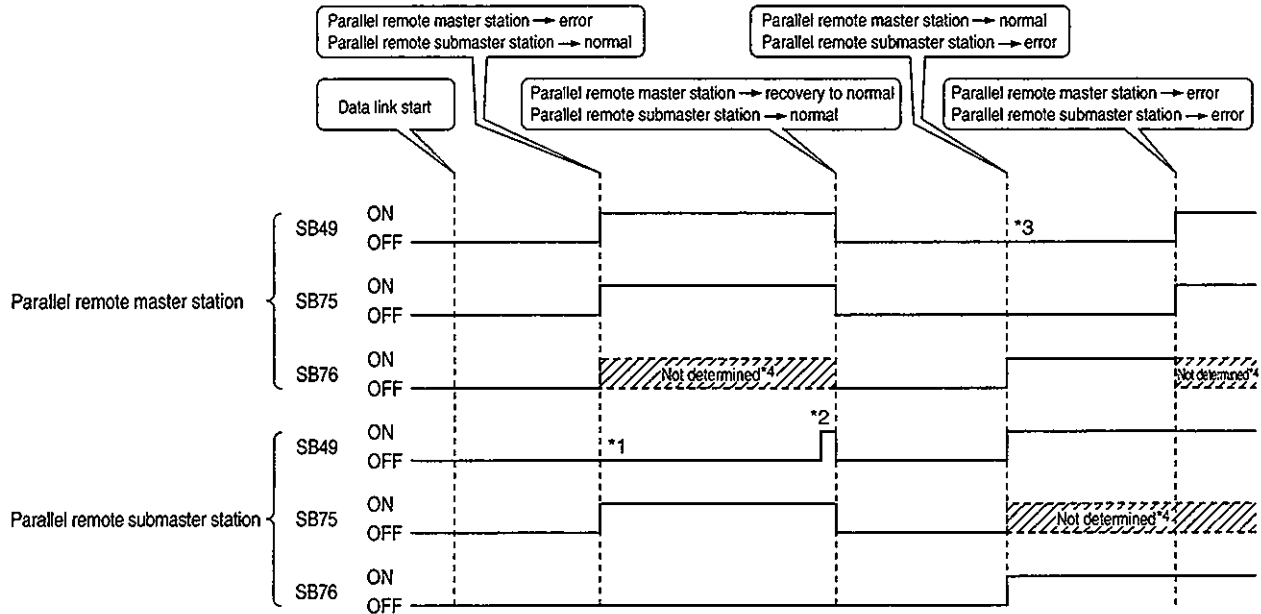 Parallel remote master station → error
Parallel remote submaster station → normal
Parallel remote master station → normal
Parallel remote submaster station → error
Data link start
Parallel remote master station → recovery to normal
Parallel remote submaster station → normal
Parallel remote master station → error
Parallel remote submaster station → error
Parallel remote master station
SB49
ON
OFF
*3
SB75
ON
OFF
SB76
ON
OFF
Not determined*4
Not determined*4
Parallel remote submaster station
SB49
ON
OFF
*1
*2
SB75
ON
OFF
Not determined*4
SB76
ON
OFF